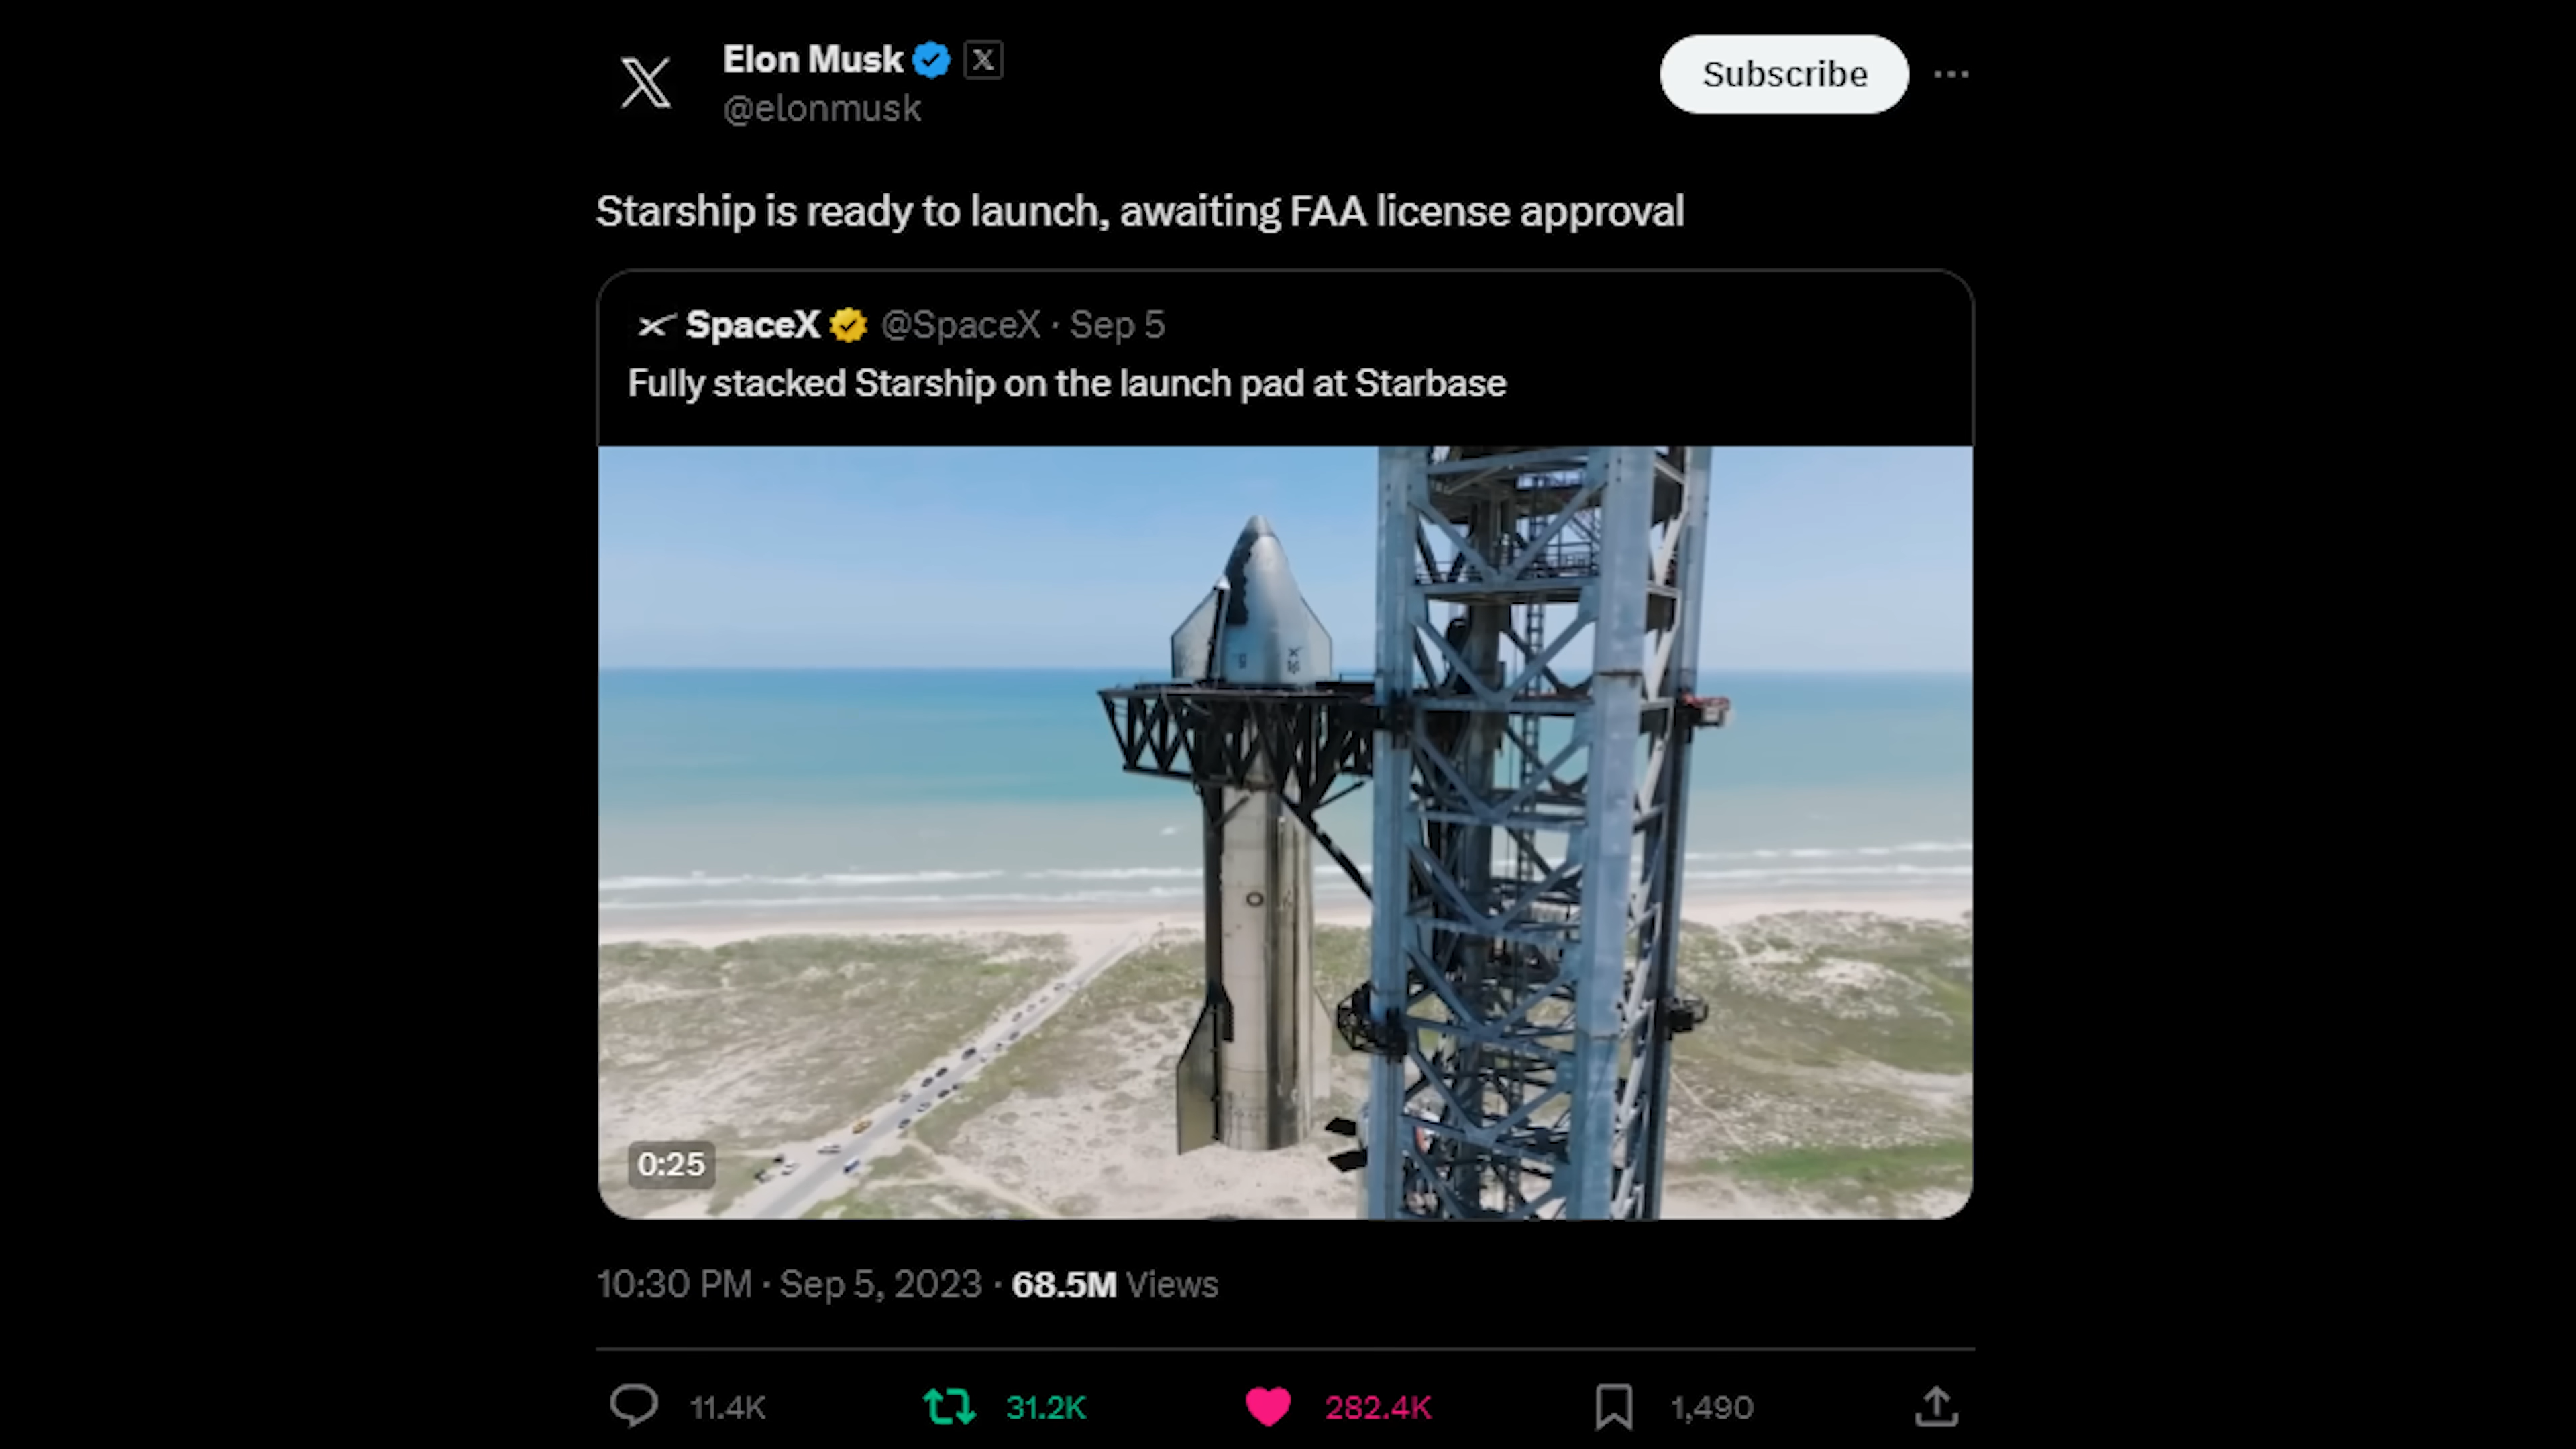 Elon Musk
@elonmusk
Subscribe
Starship is ready to launch, awaiting FAA license approval
SpaceX @SpaceX · Sep 5
Fully stacked Starship on the launch pad at Starbase
0:25
10:30 PM · Sep 5, 2023 · 68.5M Views
11.4K 31.2K 282.4K 1,490